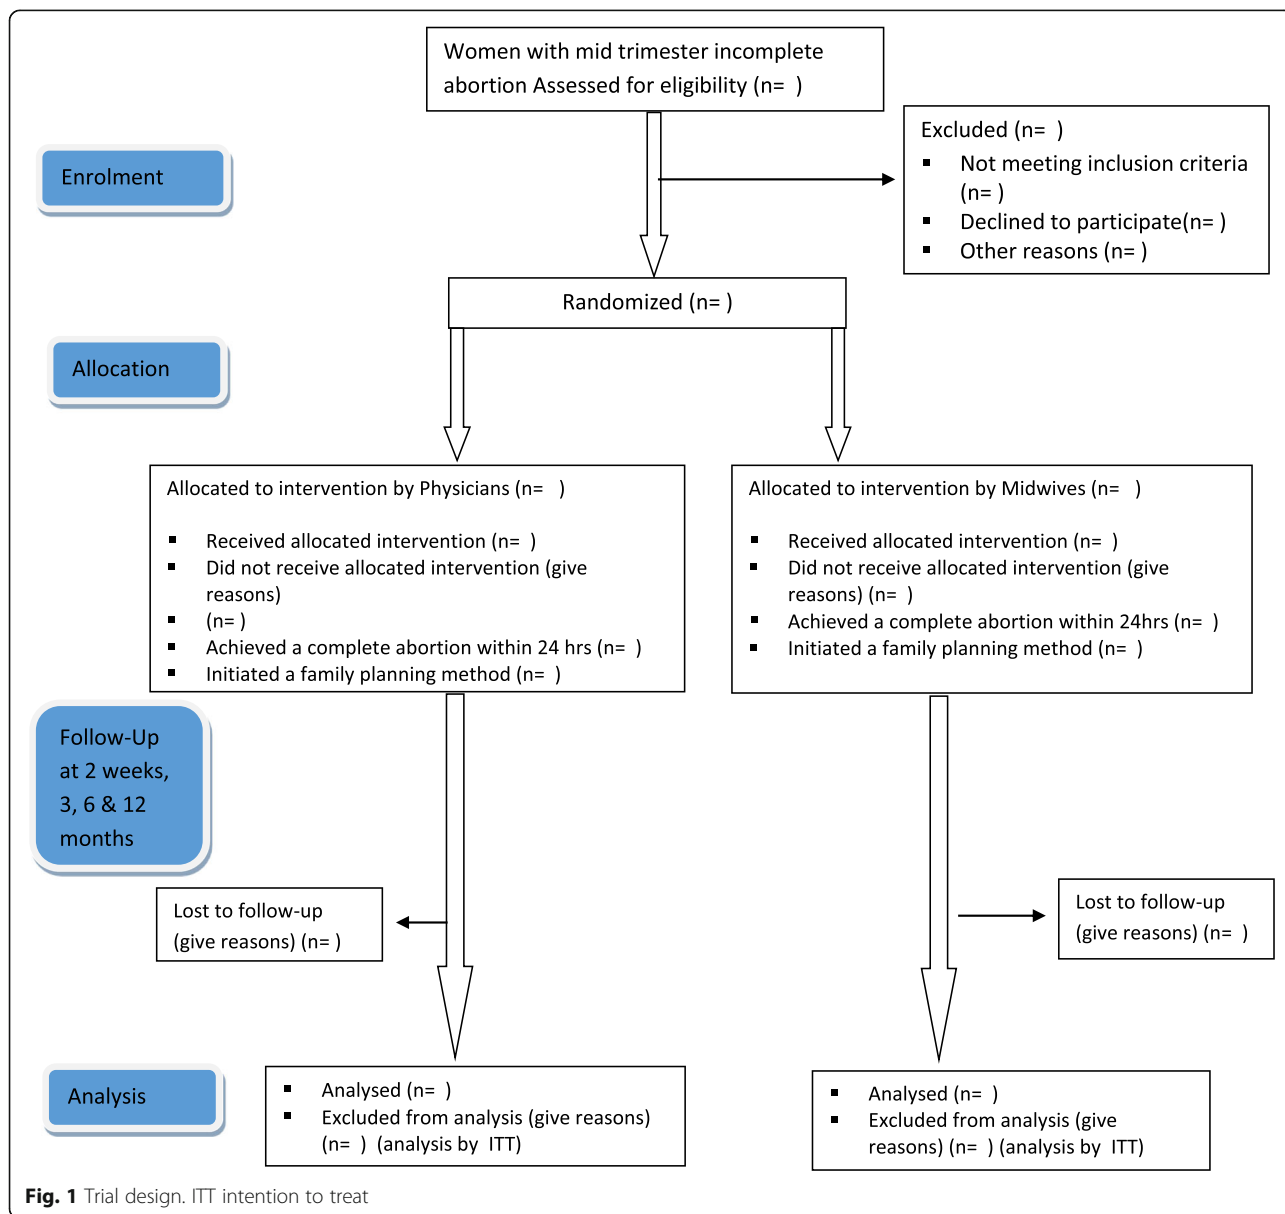 Women with mid trimester incomplete
abortion Assessed for eligibility (n=  )
Excluded (n=  )
▪ Not meeting inclusion criteria
(n= )
▪ Declined to participate(n= )
▪ Other reasons (n= )
Enrolment
Randomized (n= )
Allocation
Allocated to intervention by Physicians (n=   )
▪ Received allocated intervention (n=  )
▪ Did not receive allocated intervention (give
reasons)
▪ (n= )
▪ Achieved a complete abortion within 24 hrs (n=  )
▪ Initiated a family planning method (n=  )
Allocated to intervention by Midwives (n=   )
▪ Received allocated intervention (n=  )
▪ Did not receive allocated intervention (give
reasons) (n=  )
▪ Achieved a complete abortion within 24hrs (n=  )
▪ Initiated a family planning method (n=  )
Follow-Up
at 2 weeks,
3, 6 & 12
months
Lost to follow-up
(give reasons) (n= )
Lost to follow-up
(give reasons) (n=  )
Analysis
▪ Analysed (n=  )
▪ Excluded from analysis (give reasons)
(n=  ) (analysis by  ITT)
▪ Analysed (n=  )
▪ Excluded from analysis (give
reasons) (n=  ) (analysis by  ITT)
Fig. 1 Trial design. ITT intention to treat